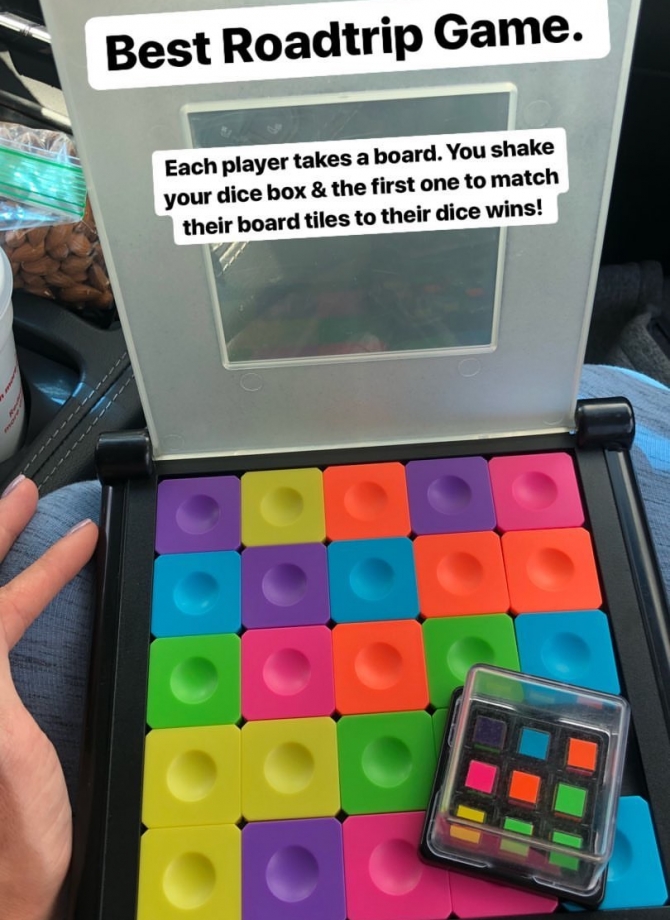 Best Roadtrip Game.
Each player takes a board. You shake
your dice box & the first one to match
their board tiles to their dice wins!